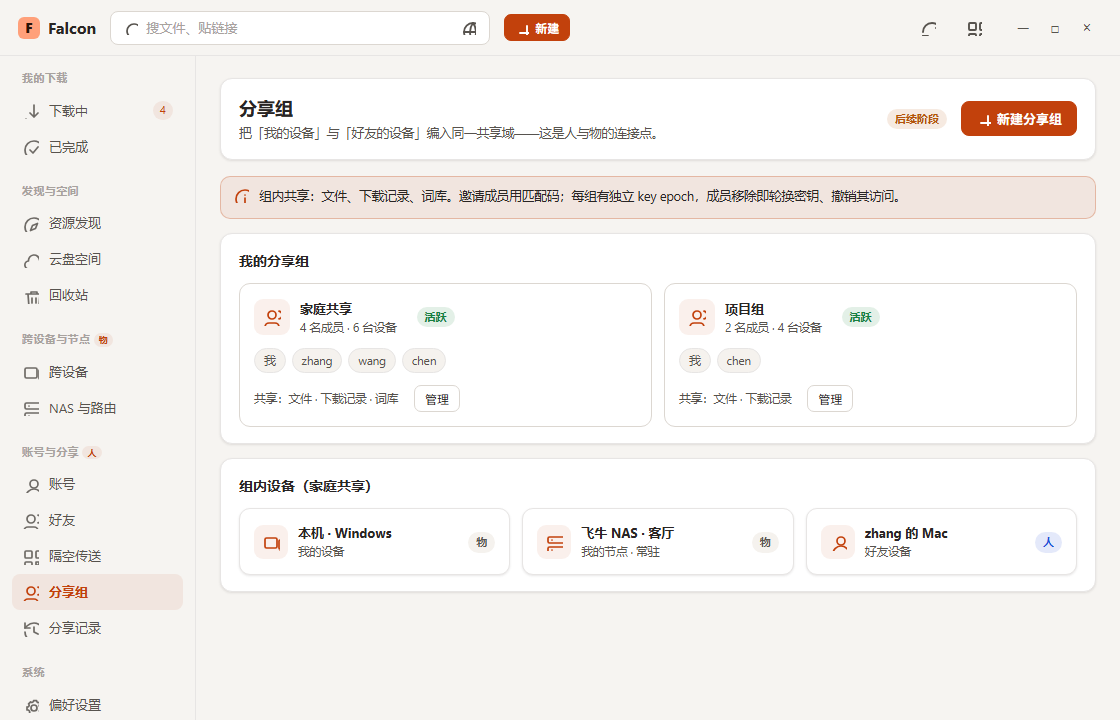 F Falcon
搜文件、贴链接
新建
我的下载
下载中 4
已完成
发现与空间
资源发现
云盘空间
回收站
跨设备与节点 物
跨设备
NAS 与路由
账号与分享 人
账号
好友
隔空传送
分享组
分享记录
系统
偏好设置
分享组
把「我的设备」与「好友的设备」编入同一共享域——这是人与物的连接点。
后续阶段
新建分享组
组内共享：文件、下载记录、词库。邀请成员用匹配码；每组有独立 key epoch，成员移除即轮换密钥、撤销其访问。
我的分享组
家庭共享
4 名成员 · 6 台设备
活跃
我 zhang wang chen
共享：文件 · 下载记录 · 词库 管理
项目组
2 名成员 · 4 台设备
活跃
我 chen
共享：文件 · 下载记录 管理
组内设备（家庭共享）
本机 · Windows
我的设备
物
飞牛 NAS · 客厅
我的节点 · 常驻
物
zhang 的 Mac
好友设备
人